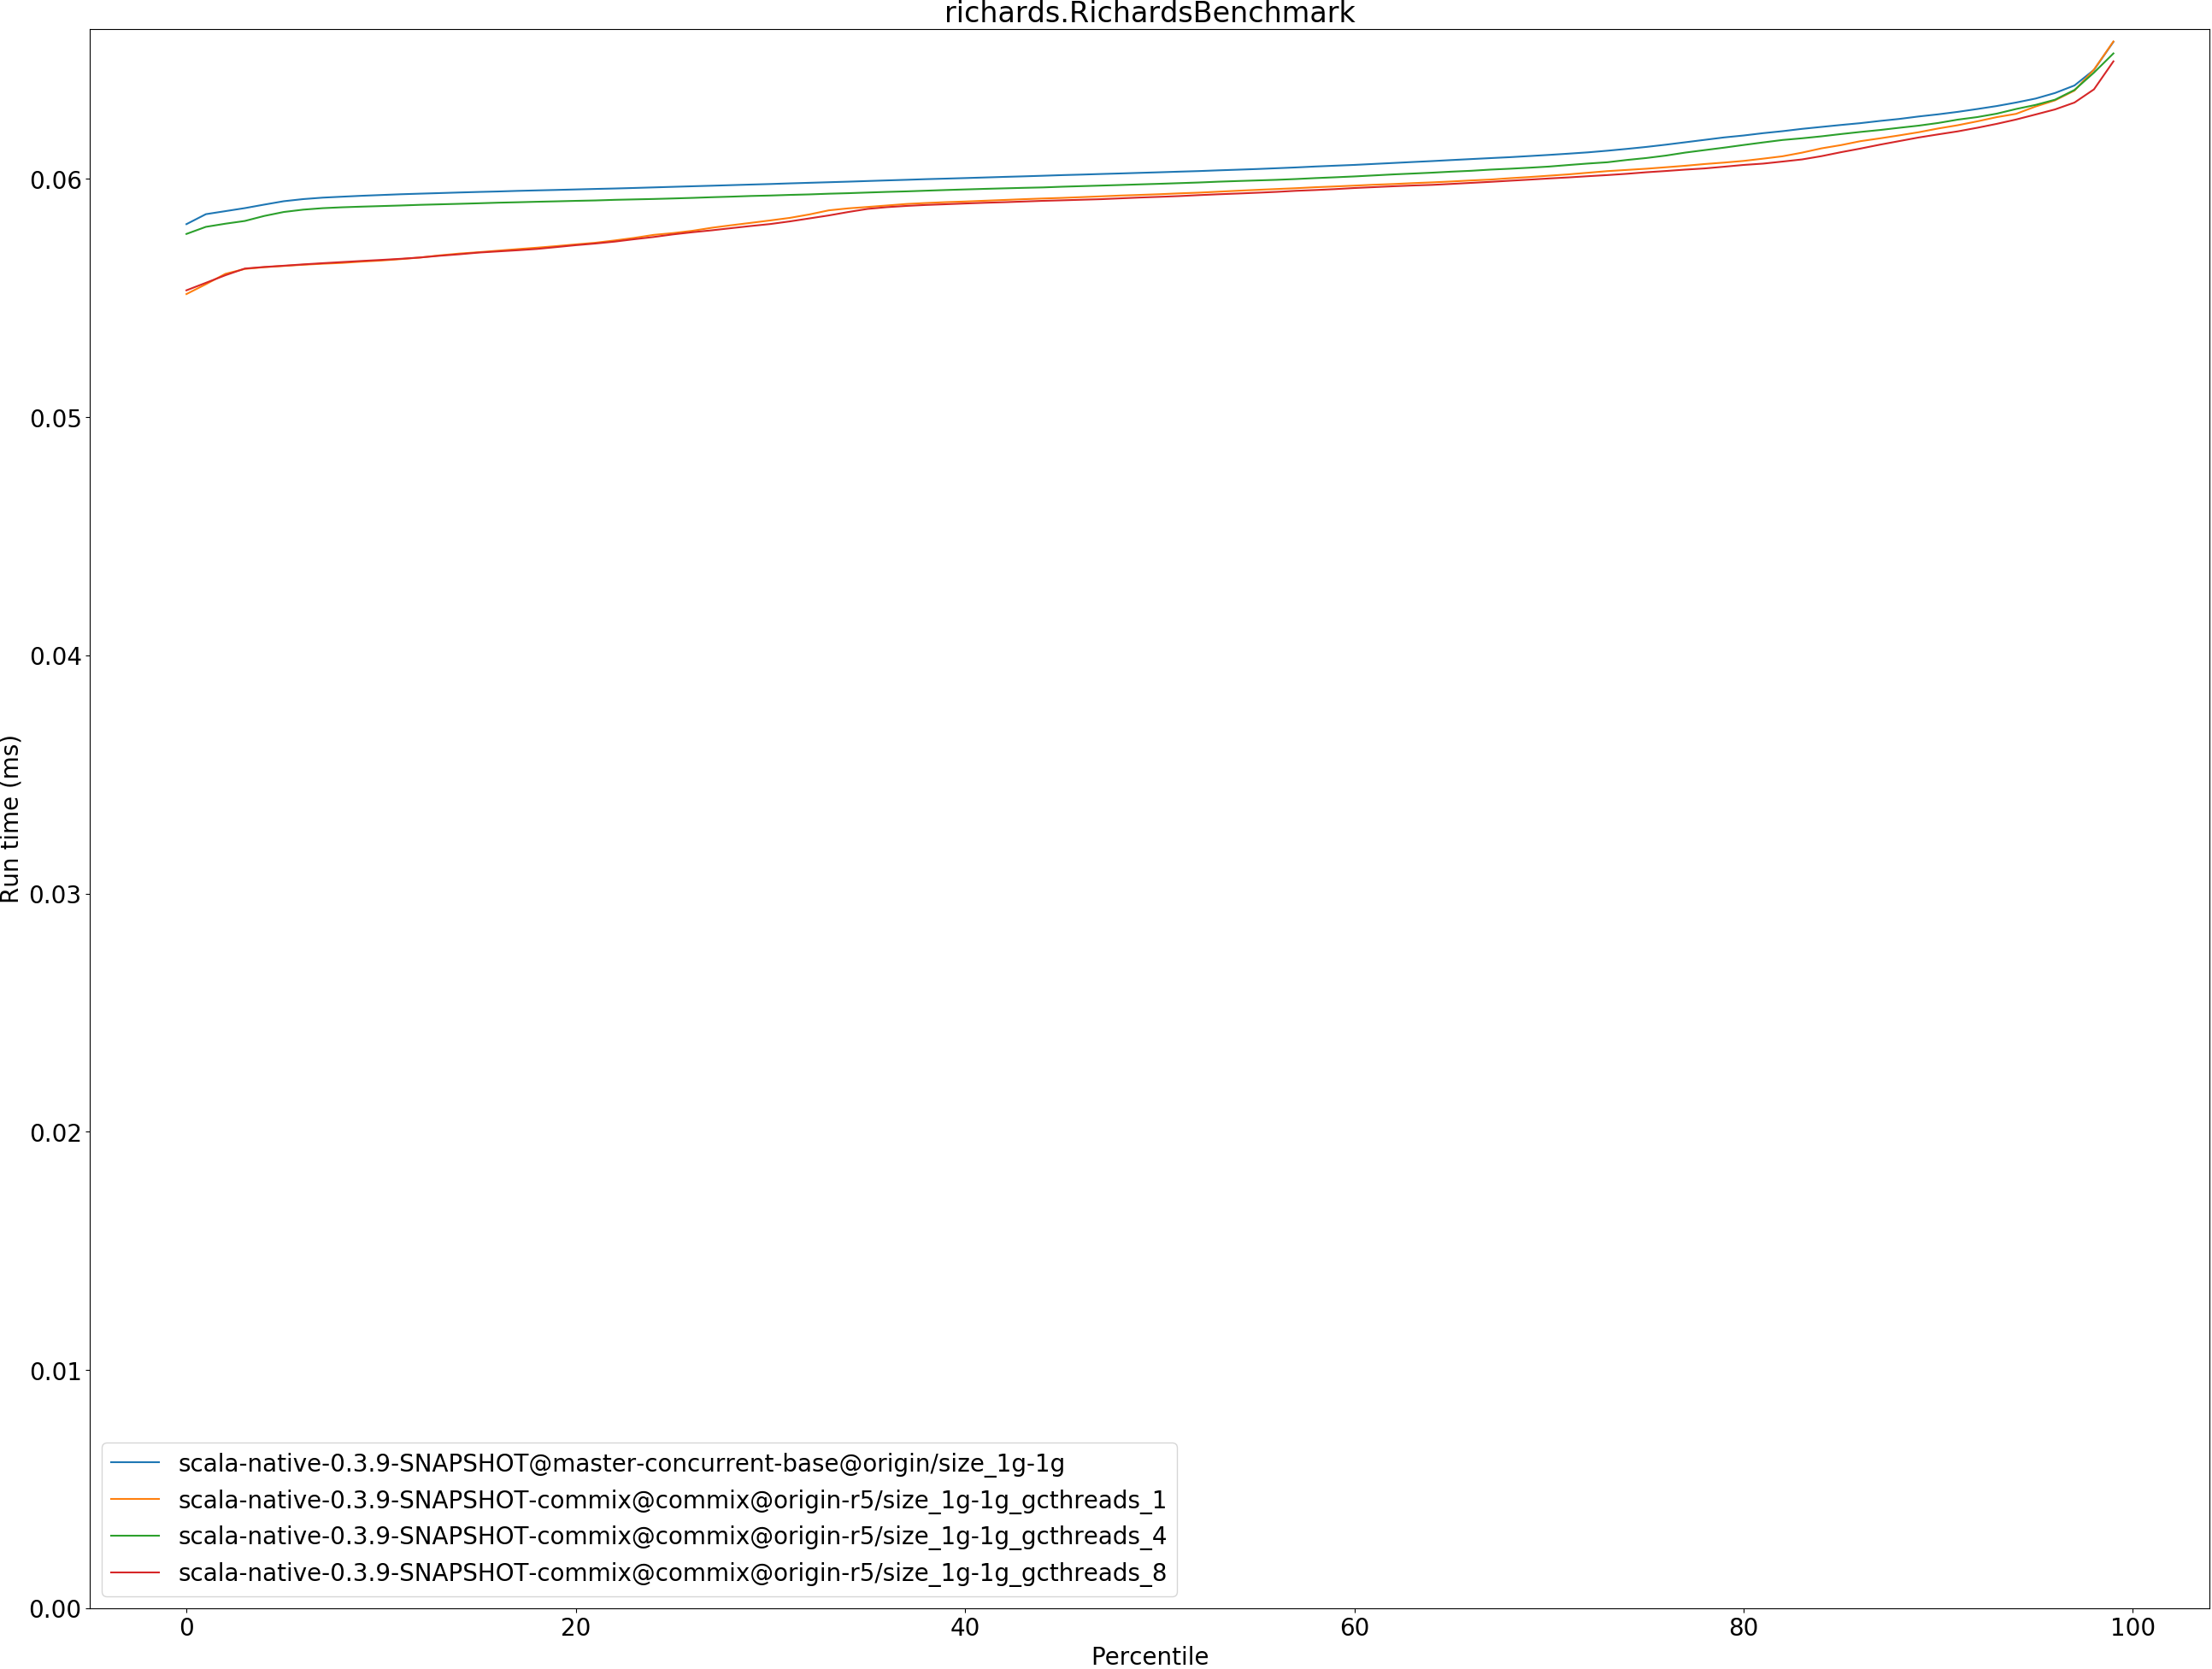 richards.RichardsBenchmark
Run time (ms)
0.06
0.05
0.04
0.03
0.02
0.01
0.00
scala-native-0.3.9-SNAPSHOT@master-concurrent-base@origin/size_1g-1g
scala-native-0.3.9-SNAPSHOT-commix@commix@origin-r5/size_1g-1g_gcthreads_1
scala-native-0.3.9-SNAPSHOT-commix@commix@origin-r5/size_1g-1g_gcthreads_4
scala-native-0.3.9-SNAPSHOT-commix@commix@origin-r5/size_1g-1g_gcthreads_8
0 20 40 60 80 100
Percentile